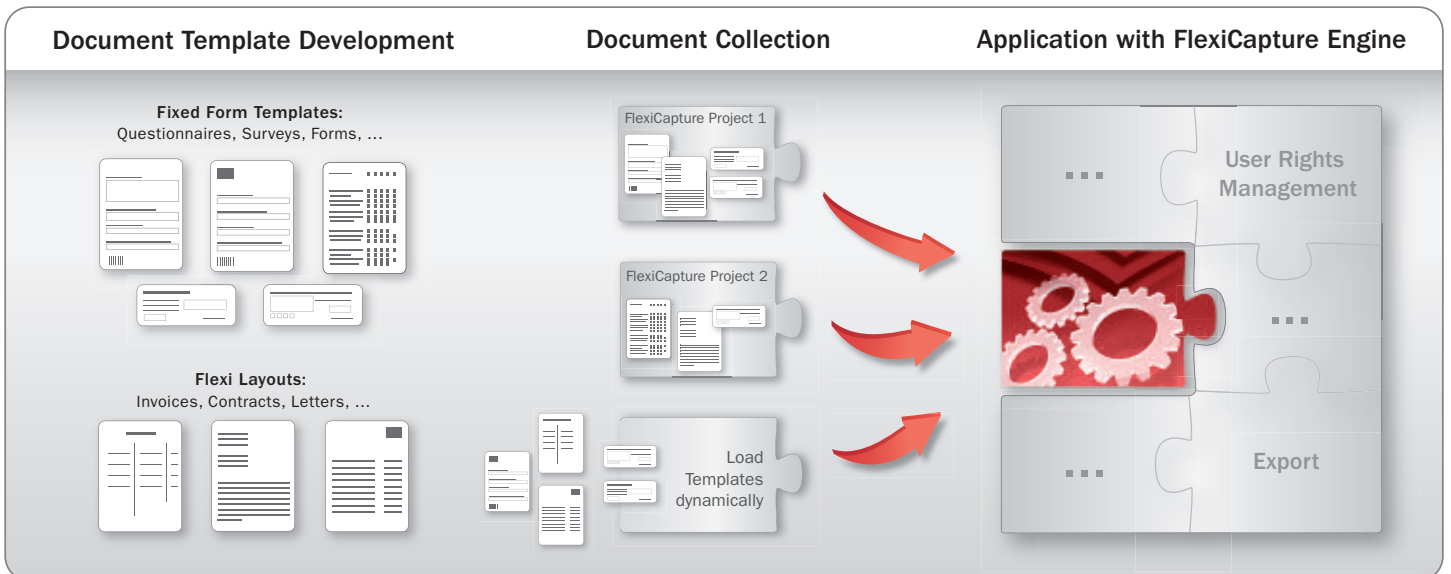 Document Template Development
Document Collection
Application with FlexiCapture Engine
Fixed Form Templates:
Questionnaires, Surveys, Forms, ...
Flexi Layouts:
Invoices, Contracts, Letters, ...
FlexiCapture Project 1
FlexiCapture Project 2
Load
Templates
dynamically
...
User Rights
Management
...
...
Export